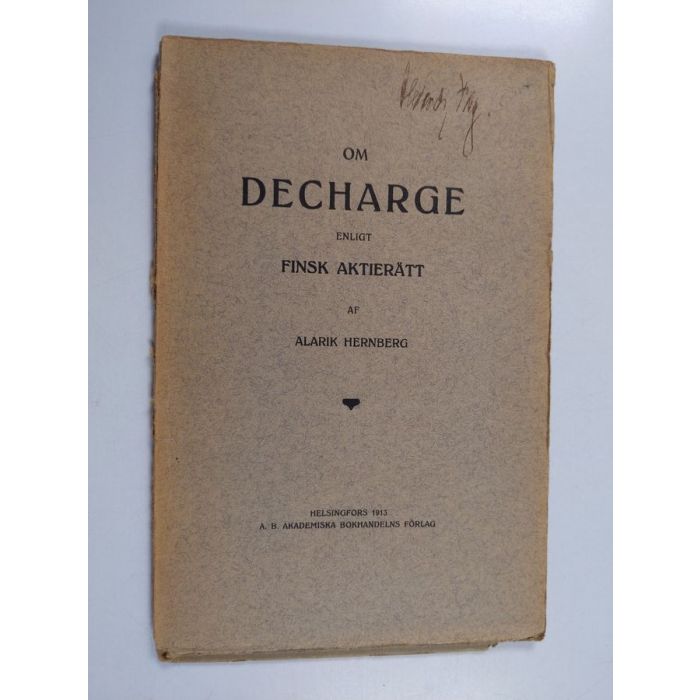 OM
DECHARGE
ENLIGT
FINSK AKTIERÄTT
AF
ALARIK HERNBERG
HELSINGFORS 1913
A. B. AKADEMISKA BOKHANDELNS FÖRLAG